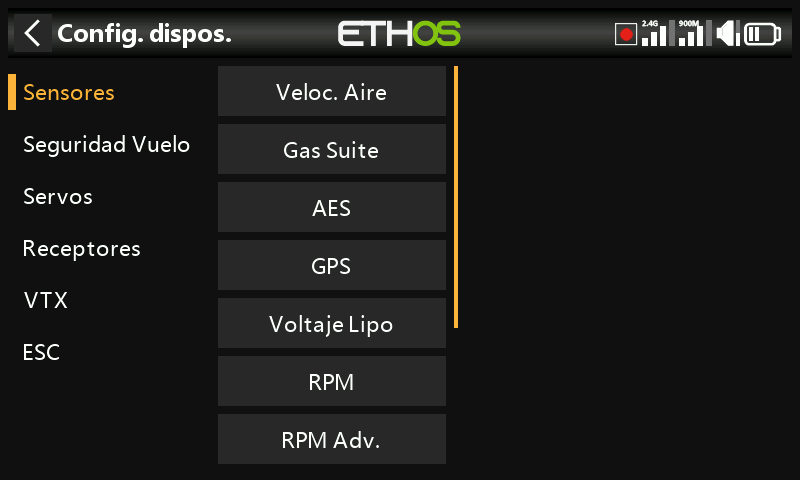 Config. dispos.
ETHOS
2.4G
900M
Sensores
Seguridad Vuelo
Servos
Receptores
VTX
ESC
Veloc. Aire
Gas Suite
AES
GPS
Voltaje Lipo
RPM
RPM Adv.